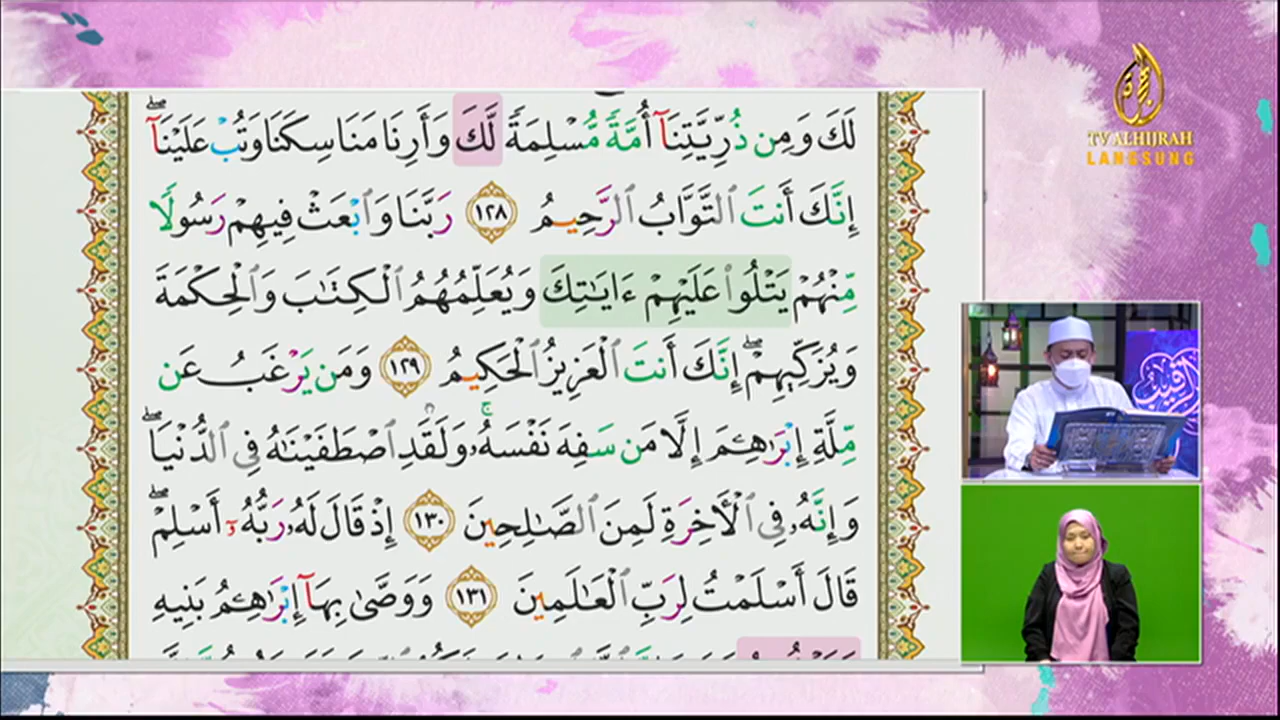 لَكَ وَمِن ذُرِّيَّتِنَآ أُمَّةً مُّسْلِمَةً لَّكَ وَأَرِنَا مَنَاسِكَنَا وَتُبْ عَلَيْنَآۖ
إِنَّكَ أَنتَ ٱلتَّوَّابُ ٱلرَّحِيمُ ١٢٨ رَبَّنَا وَٱبْعَثْ فِيهِمْ رَسُولًا
مِّنْهُمْ يَتْلُوا۟ عَلَيْهِمْ ءَايَٰتِكَ وَيُعَلِّمُهُمُ ٱلْكِتَٰبَ وَٱلْحِكْمَةَ
وَيُزَكِّيهِمْۖ إِنَّكَ أَنتَ ٱلْعَزِيزُ ٱلْحَكِيمُ ١٢٩ وَمَن يَرْغَبُ عَن
مِّلَّةِ إِبْرَٰهِـۧمَ إِلَّا مَن سَفِهَ نَفْسَهُۥۚ وَلَقَدِ ٱصْطَفَيْنَٰهُ فِى ٱلدُّنْيَاۖ
وَإِنَّهُۥ فِى ٱلْأَخِرَةِ لَمِنَ ٱلصَّٰلِحِينَ ١٣٠ إِذْ قَالَ لَهُۥ رَبُّهُۥٓ أَسْلِمْۖ
قَالَ أَسْلَمْتُ لِرَبِّ ٱلْعَٰلَمِينَ ١٣١ وَوَصَّىٰ بِهَآ إِبْرَٰهِـۧمُ بَنِيهِ
TV ALHIJRAH
LANGSUNG